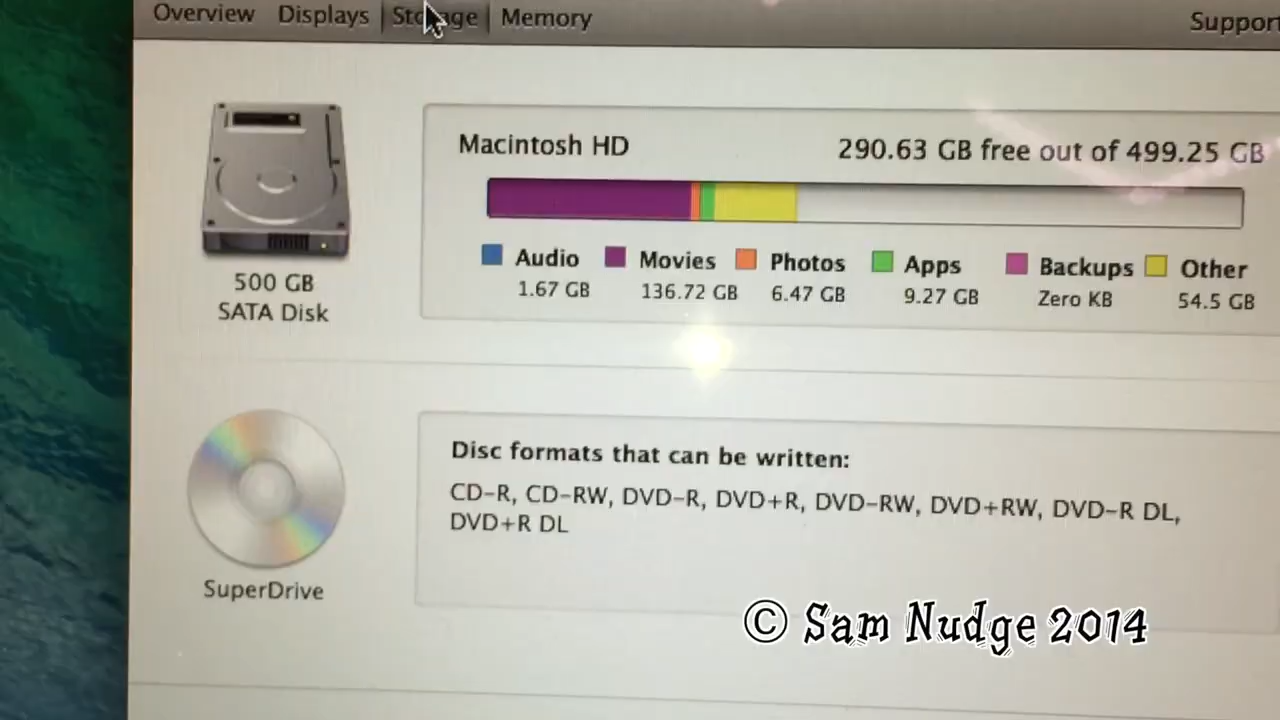 Overview Displays Storage Memory Support
Macintosh HD 290.63 GB free out of 499.25 GB
Audio Movies Photos Apps Backups Other
1.67 GB 136.72 GB 6.47 GB 9.27 GB Zero KB 54.5 GB
500 GB
SATA Disk
Disc formats that can be written:
CD-R, CD-RW, DVD-R, DVD+R, DVD-RW, DVD+RW, DVD-R DL,
DVD+R DL
SuperDrive
© Sam Nudge 2014